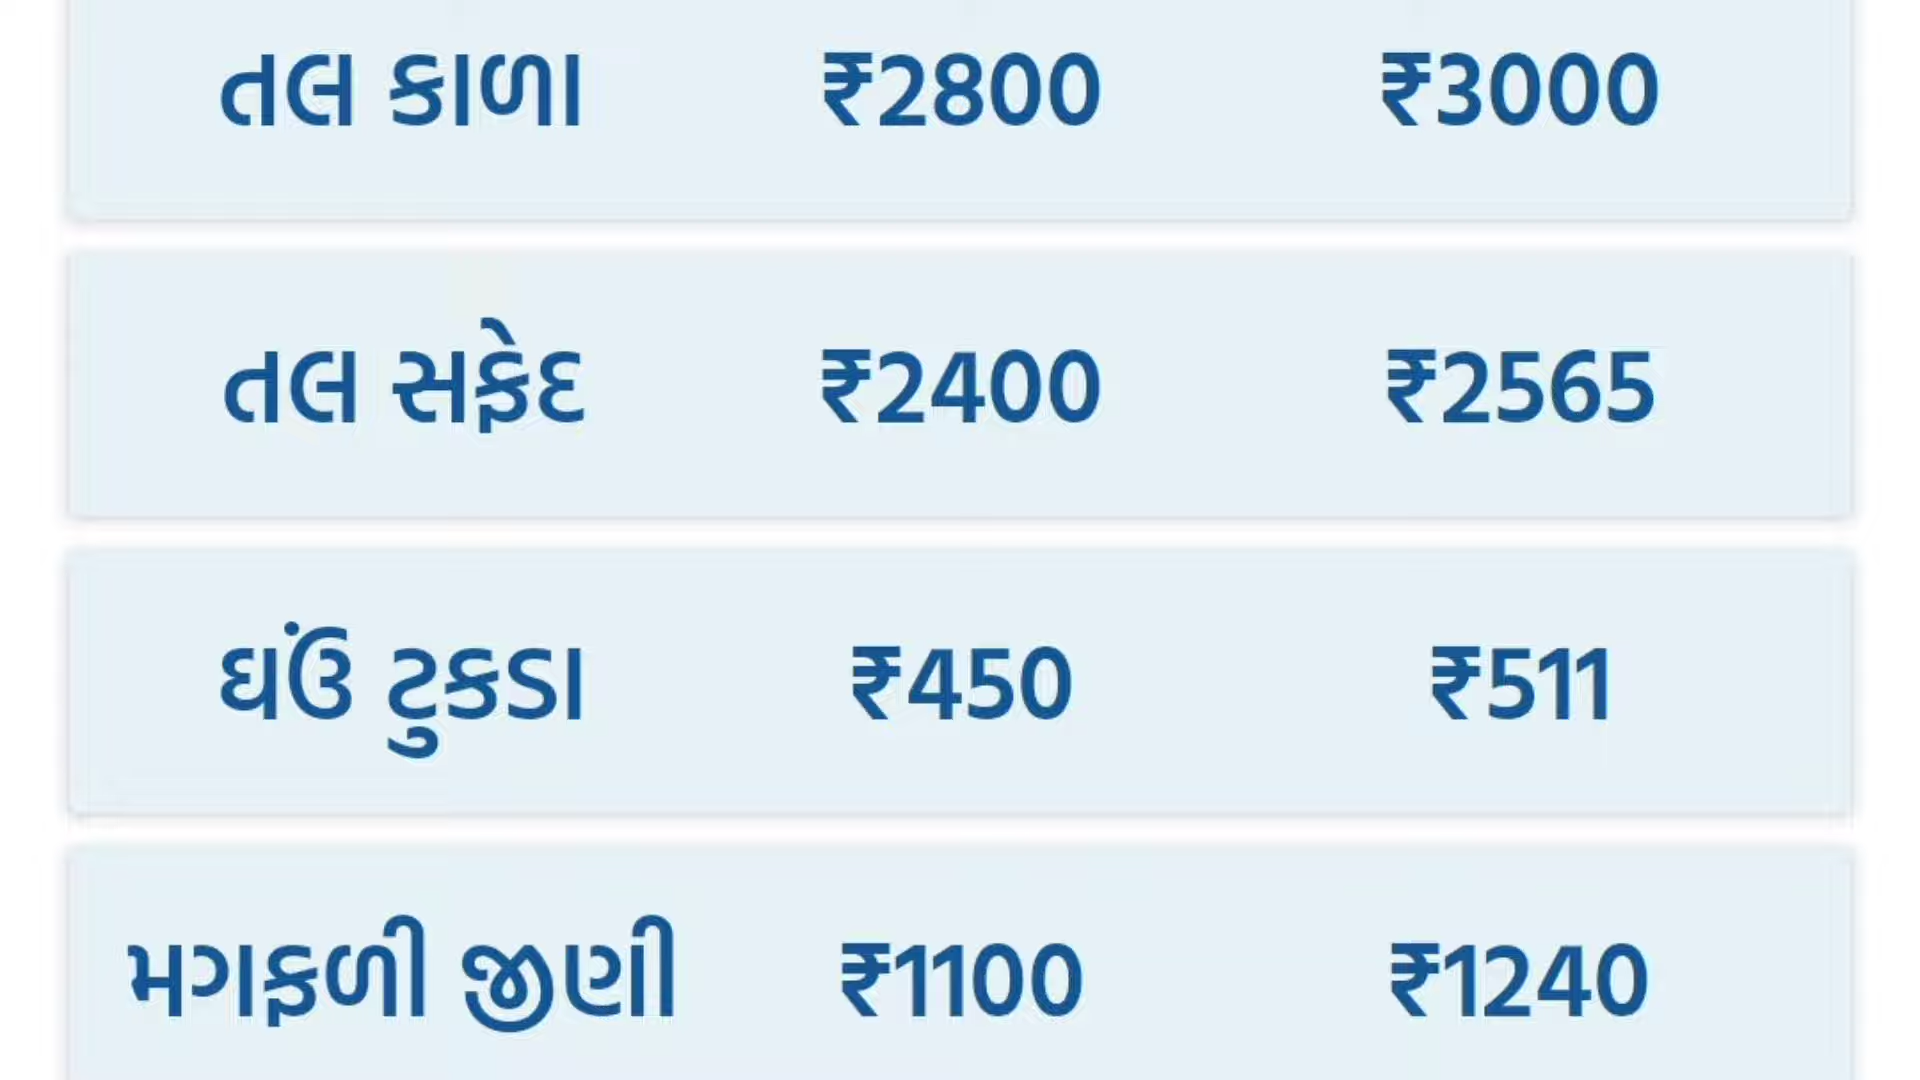 તલ કાળા ₹2800 ₹3000
તલ સફેદ ₹2400 ₹2565
ઘઉં ટુકડા ₹450 ₹511
મગફળી જીણી ₹1100 ₹1240